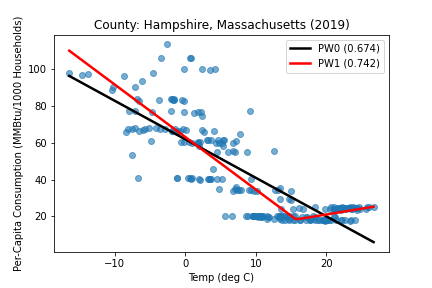 County: Hampshire, Massachusetts (2019)
Per-Capita Consumption (MMBtu/1000 Households)
100
80
60
40
20
PW0 (0.674)
PW1 (0.742)
−10
0
10
20
Temp (deg C)